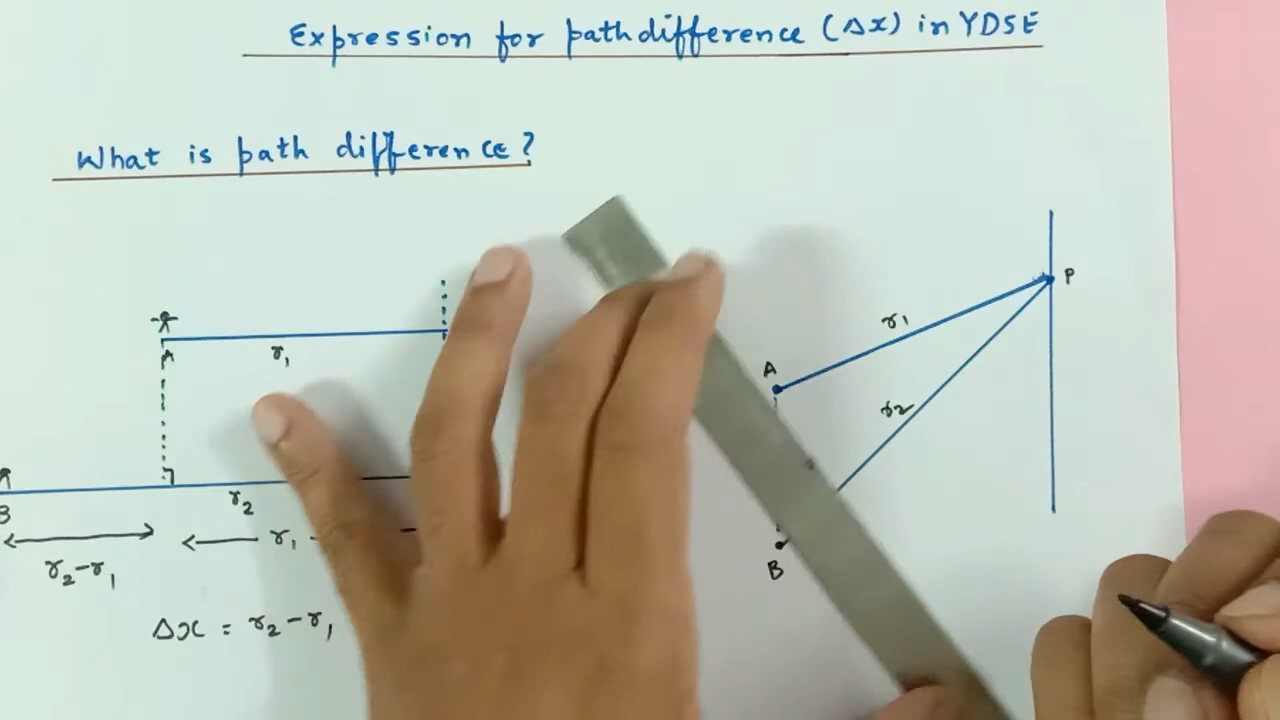 Expression for path difference (Δx) in YDSE
What is path difference?
P
r₁
A
r₁
A
r₂
r₂
B
B
r₁
r₂-r₁
Δx = r₂-r₁